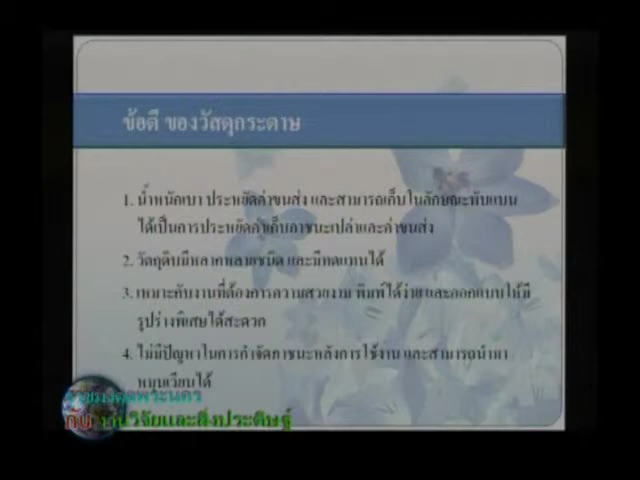 ข้อดี ของวัสดุกระดาษ
1. น้ำหนักเบา ประหยัดค่าขนส่ง และสามารถเก็บในลักษณะพับแบน
ได้เป็นการประหยัดค่าเก็บภาชนะเปล่าและค่าขนส่ง
2. วัตถุดิบมีหลากหลายชนิด และมีทดแทนได้
3. เหมาะกับงานที่ต้องการความสวยงาม พิมพ์ได้ง่ายและออกแบบให้มี
รูปร่างพิเศษได้สะดวก
4. ไม่มีปัญหาในการกำจัดภาชนะหลังการใช้งาน และสามารถนำมา
หมุนเวียนได้
พระนคร
กับ งานวิจัยและสิ่งประดิษฐ์